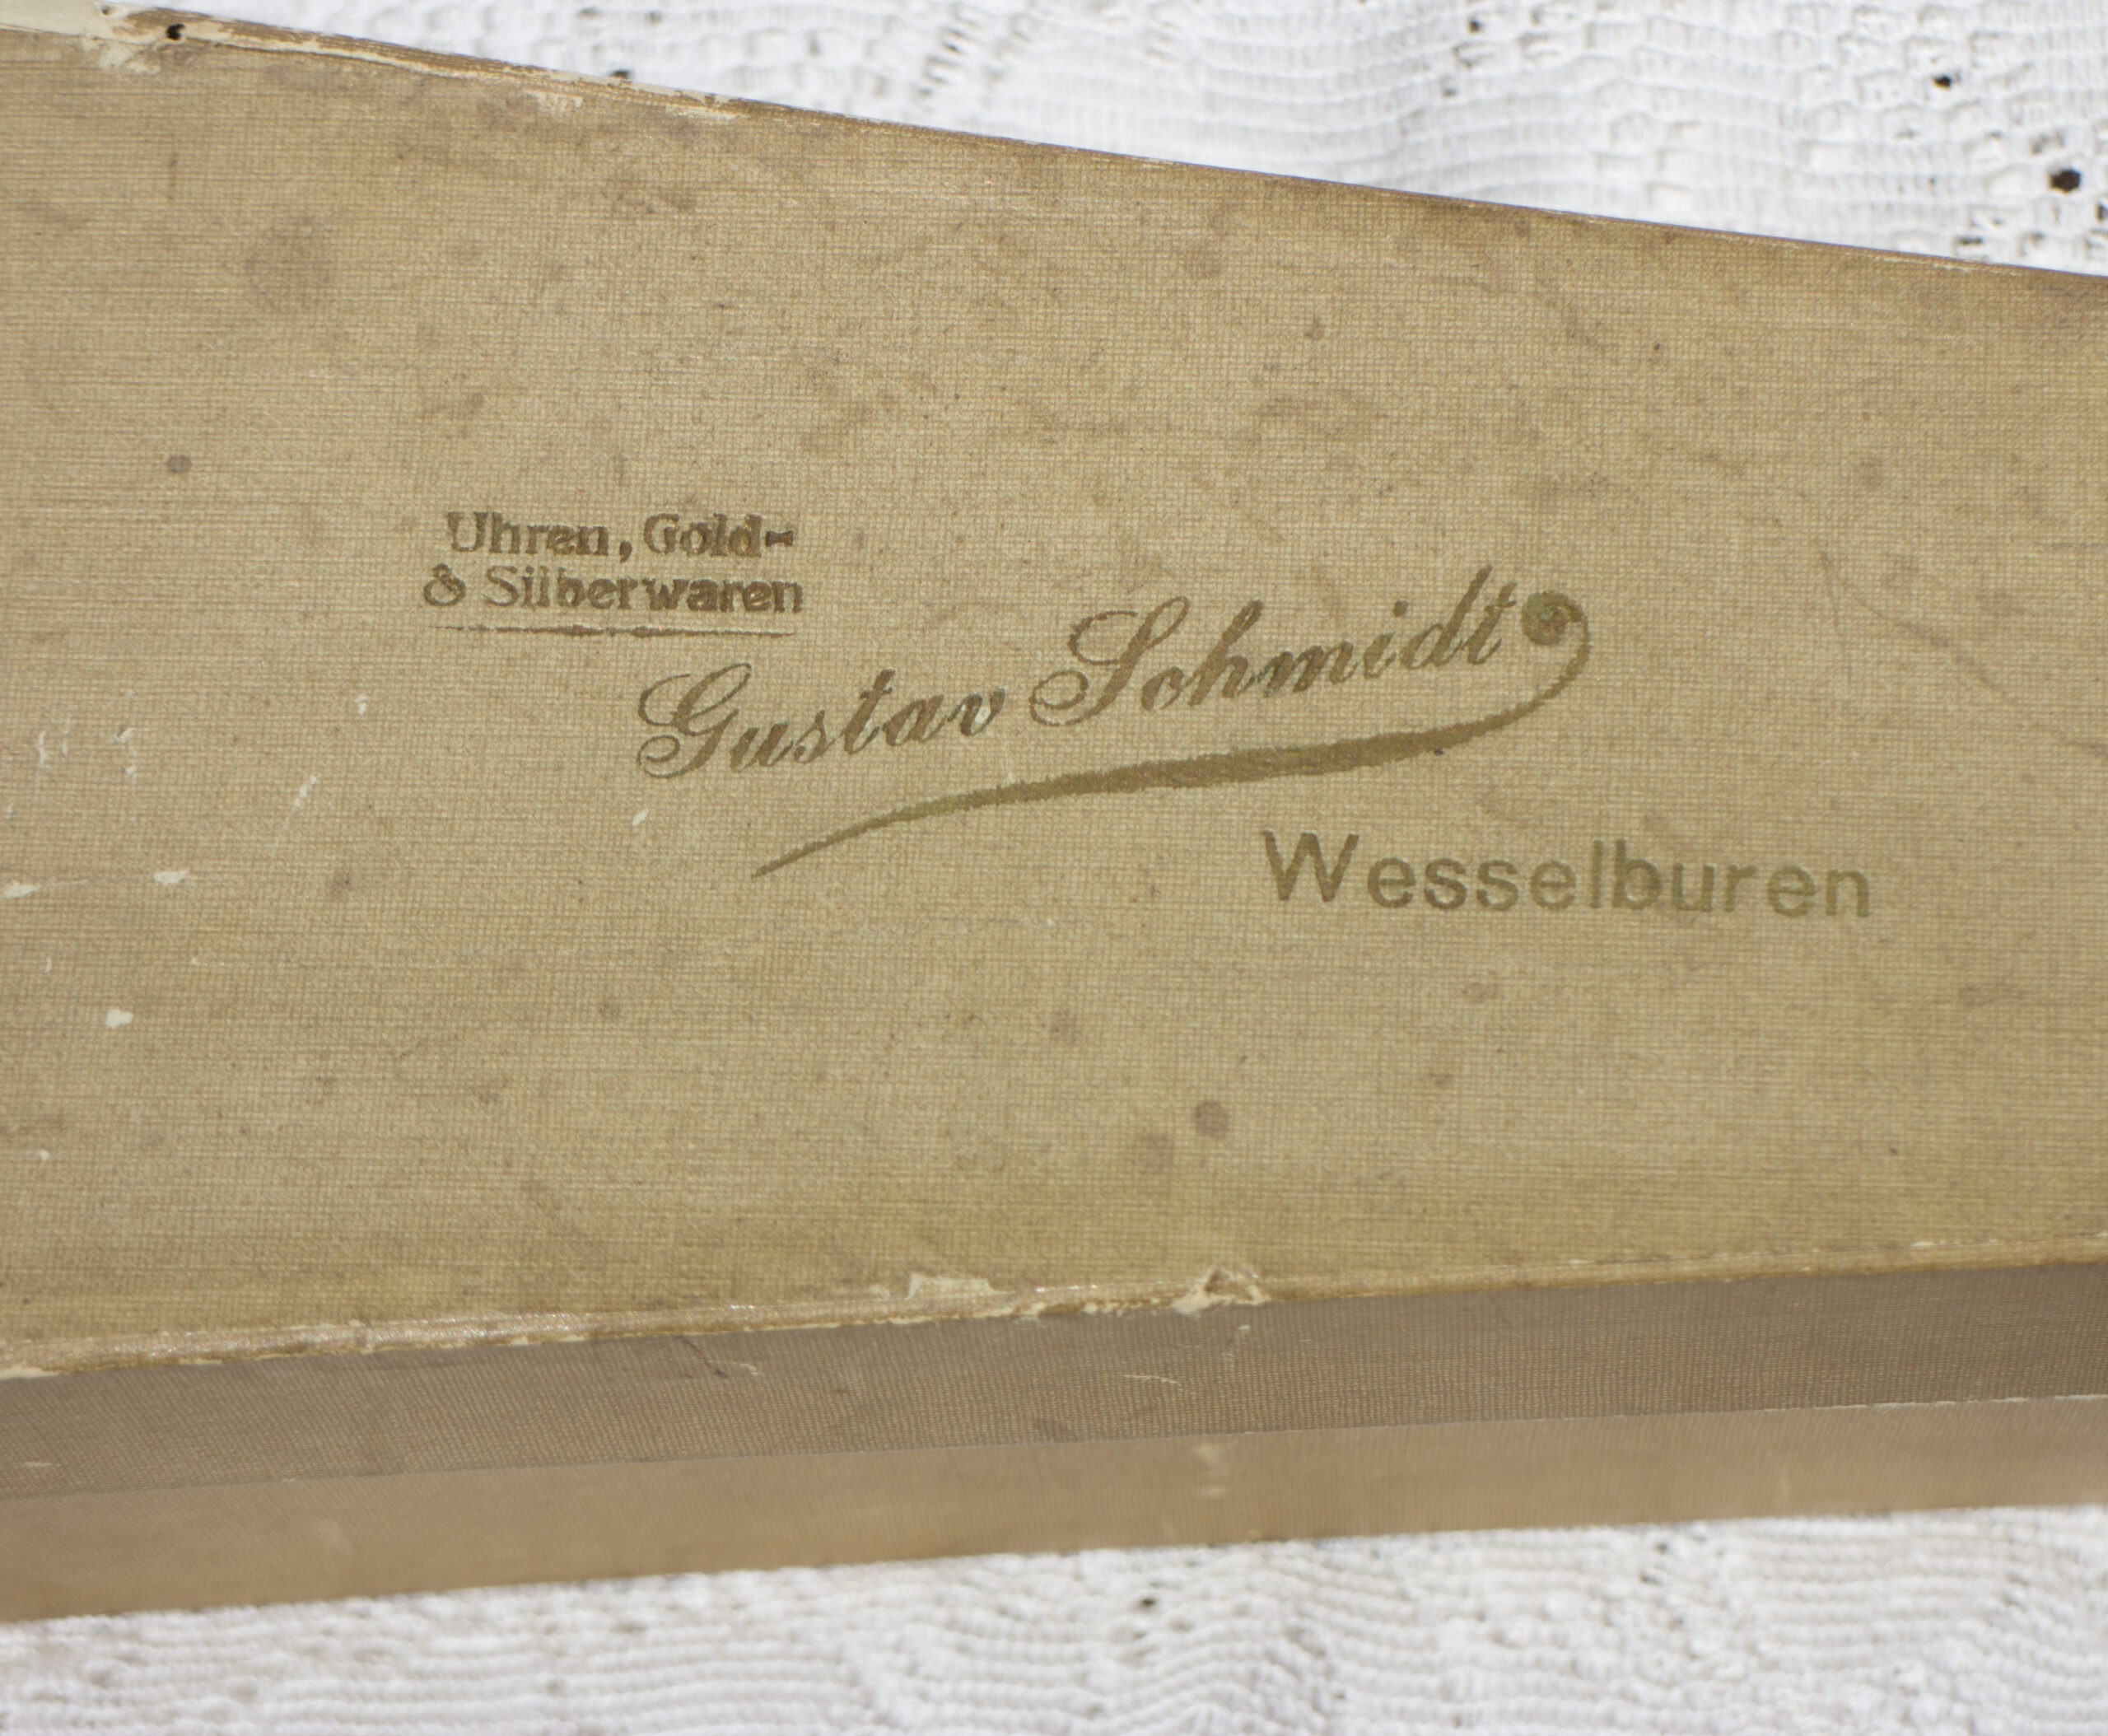 Uhren, Gold-
& Silberwaren
Gustav Schmidt
Wesselburen